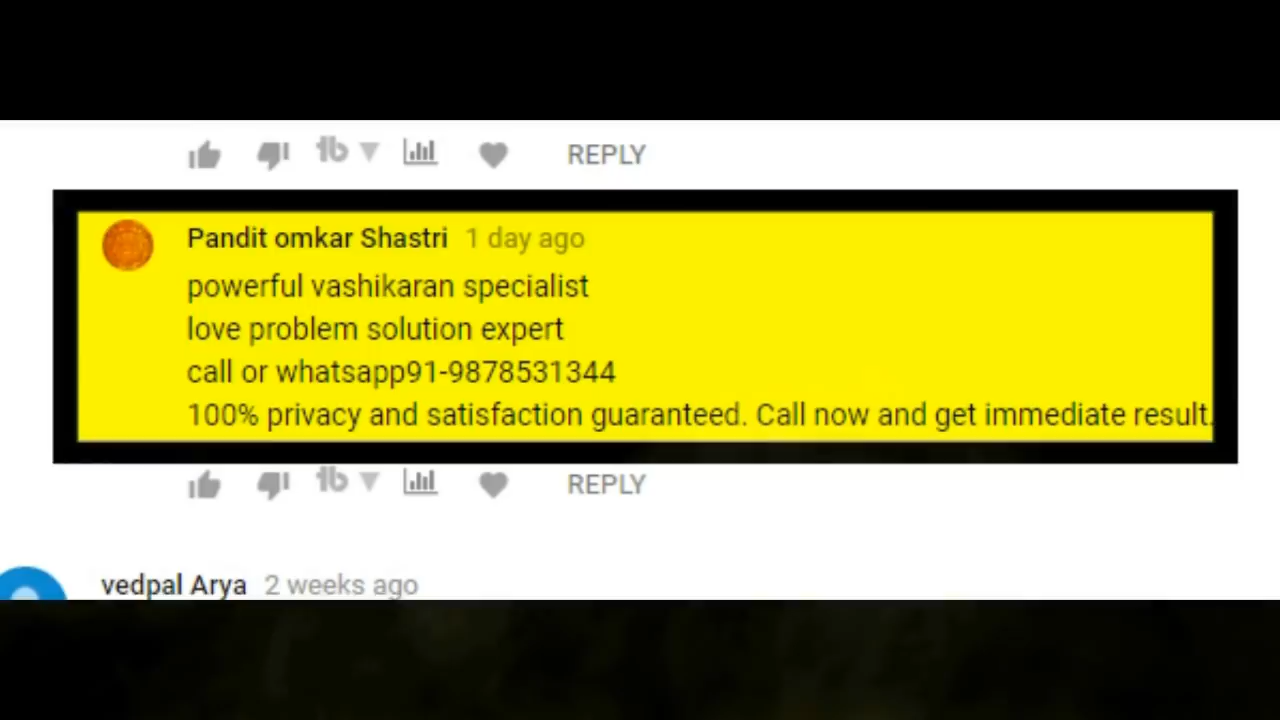 REPLY
Pandit omkar Shastri 1 day ago
powerful vashikaran specialist
love problem solution expert
call or whatsapp91-9878531344
100% privacy and satisfaction guaranteed. Call now and get immediate result.
REPLY
vedpal Arya 2 weeks ago